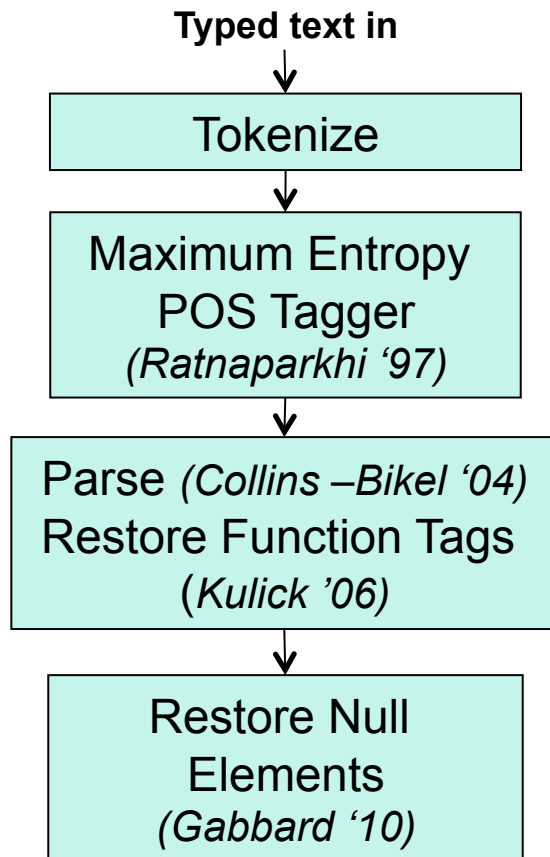 Typed text in
Tokenize
Maximum Entropy
POS Tagger
(Ratnaparkhi ‘97)
Parse (Collins –Bikel ‘04)
Restore Function Tags
(Kulick ’06)
Restore Null
Elements
(Gabbard ‘10)